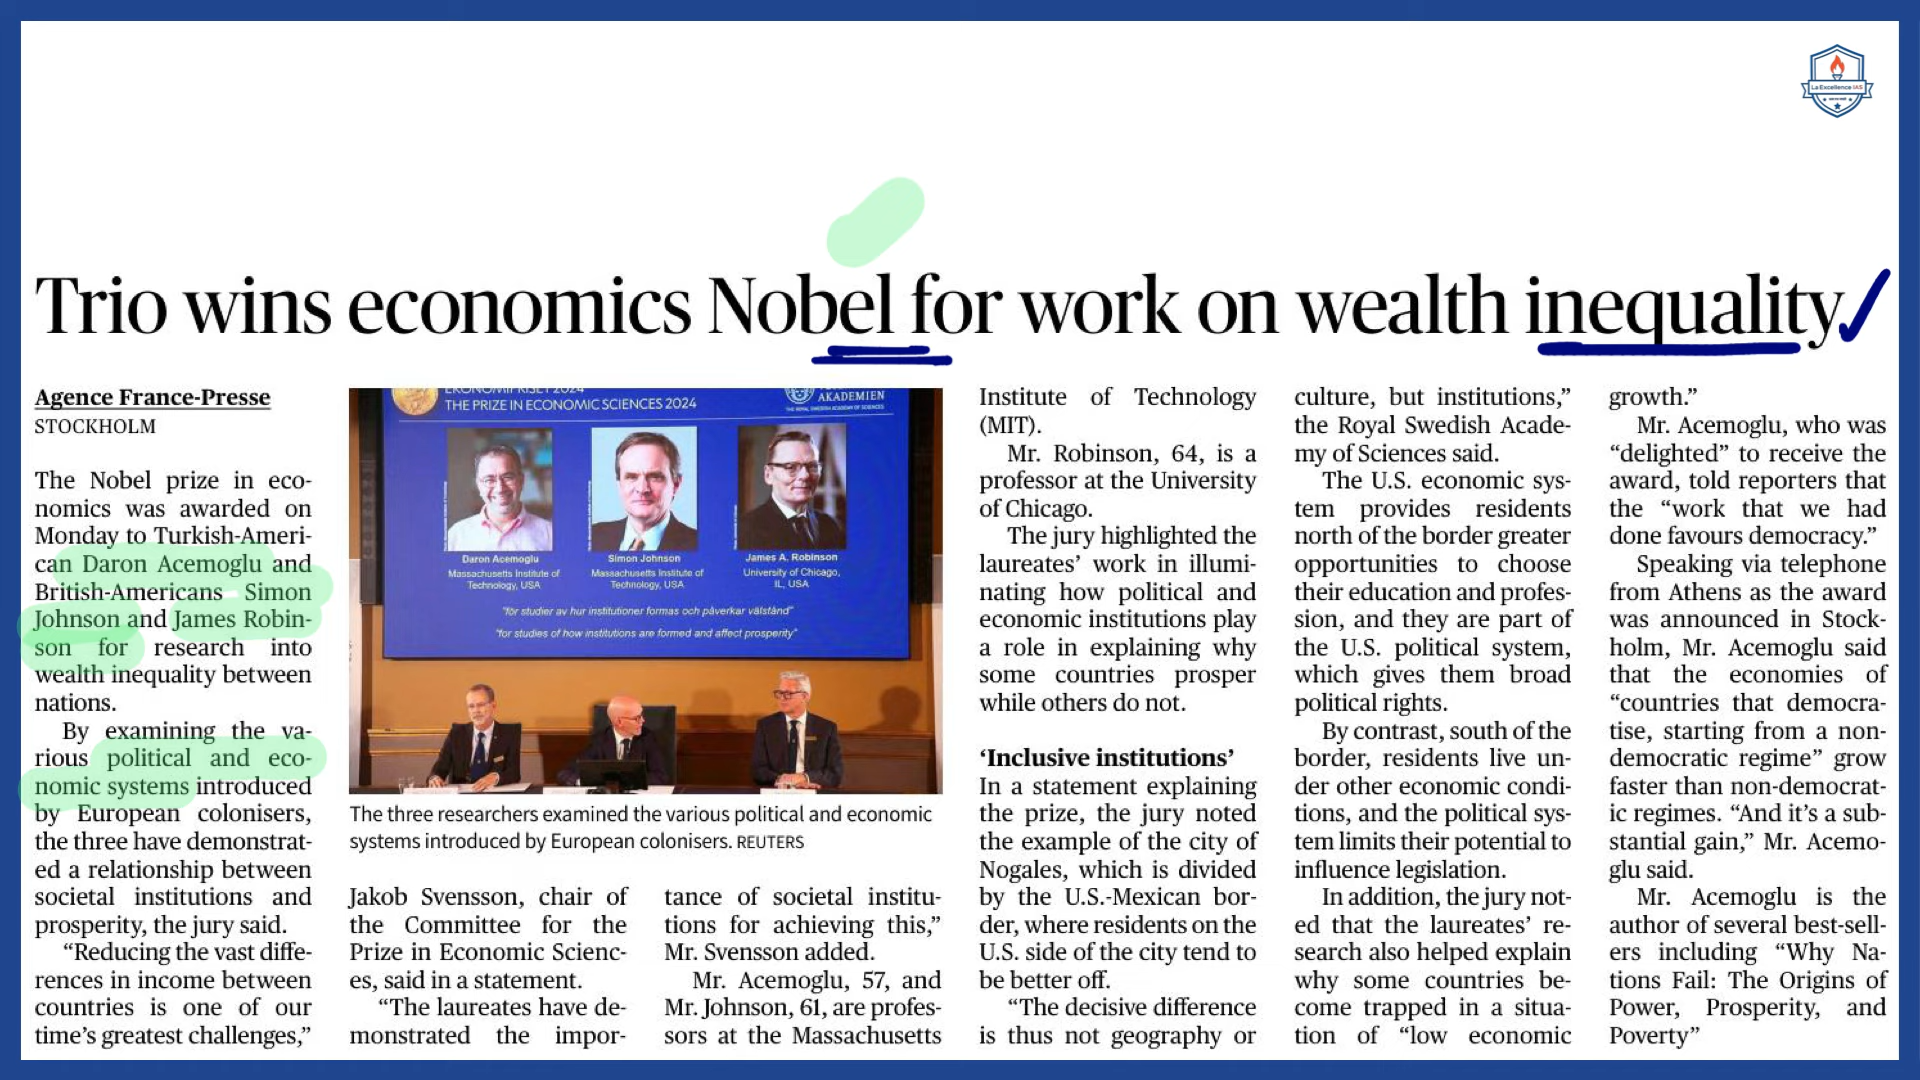 La Excellence IAS
Trio wins economics Nobel for work on wealth inequality
Agence France-Presse
STOCKHOLM
The Nobel prize in eco-
nomics was awarded on
Monday to Turkish-Ameri-
can Daron Acemoglu and
British-Americans Simon
Johnson and James Robin-
son for research into
wealth inequality between
nations.
By examining the va-
rious political and eco-
nomic systems introduced
by European colonisers,
the three have demonstrat-
ed a relationship between
societal institutions and
prosperity, the jury said.
“Reducing the vast diffe-
rences in income between
countries is one of our
time’s greatest challenges,”
EKONOMIPRISET 2024
THE PRIZE IN ECONOMIC SCIENCES 2024
AKADEMIEN
THE ROYAL SWEDISH ACADEMY OF SCIENCES
Daron Acemoglu
Massachusetts Institute of
Technology, USA
Simon Johnson
Massachusetts Institute of
Technology, USA
James A. Robinson
University of Chicago,
IL, USA
“för studier av hur institutioner formas och påverkar välstånd”
“for studies of how institutions are formed and affect prosperity”
The three researchers examined the various political and economic
systems introduced by European colonisers. REUTERS
Jakob Svensson, chair of
the Committee for the
Prize in Economic Scienc-
es, said in a statement.
“The laureates have de-
monstrated the impor-
tance of societal institu-
tions for achieving this,”
Mr. Svensson added.
Mr. Acemoglu, 57, and
Mr. Johnson, 61, are profes-
sors at the Massachusetts
Institute of Technology
(MIT).
Mr. Robinson, 64, is a
professor at the University
of Chicago.
The jury highlighted the
laureates’ work in illumi-
nating how political and
economic institutions play
a role in explaining why
some countries prosper
while others do not.
‘Inclusive institutions’
In a statement explaining
the prize, the jury noted
the example of the city of
Nogales, which is divided
by the U.S.-Mexican bor-
der, where residents on the
U.S. side of the city tend to
be better off.
“The decisive difference
is thus not geography or
culture, but institutions,”
the Royal Swedish Acade-
my of Sciences said.
The U.S. economic sys-
tem provides residents
north of the border greater
opportunities to choose
their education and profes-
sion, and they are part of
the U.S. political system,
which gives them broad
political rights.
By contrast, south of the
border, residents live un-
der other economic condi-
tions, and the political sys-
tem limits their potential to
influence legislation.
In addition, the jury not-
ed that the laureates’ re-
search also helped explain
why some countries be-
come trapped in a situa-
tion of “low economic
growth.”
Mr. Acemoglu, who was
“delighted” to receive the
award, told reporters that
the “work that we had
done favours democracy.”
Speaking via telephone
from Athens as the award
was announced in Stock-
holm, Mr. Acemoglu said
that the economies of
“countries that democra-
tise, starting from a non-
democratic regime” grow
faster than non-democrat-
ic regimes. “And it’s a sub-
stantial gain,” Mr. Acemo-
glu said.
Mr. Acemoglu is the
author of several best-sell-
ers including “Why Na-
tions Fail: The Origins of
Power, Prosperity, and
Poverty”